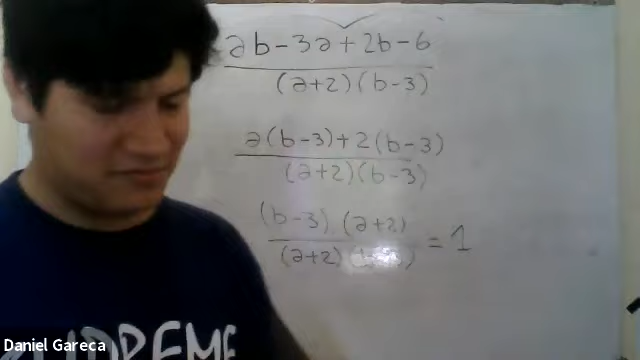 ab-3a+2b-6
(a+2)(b-3)
a(b-3)+2(b-3)
(a+2)(b-3)
(b-3).(a+2)
(a+2)
=1
Daniel Gareca